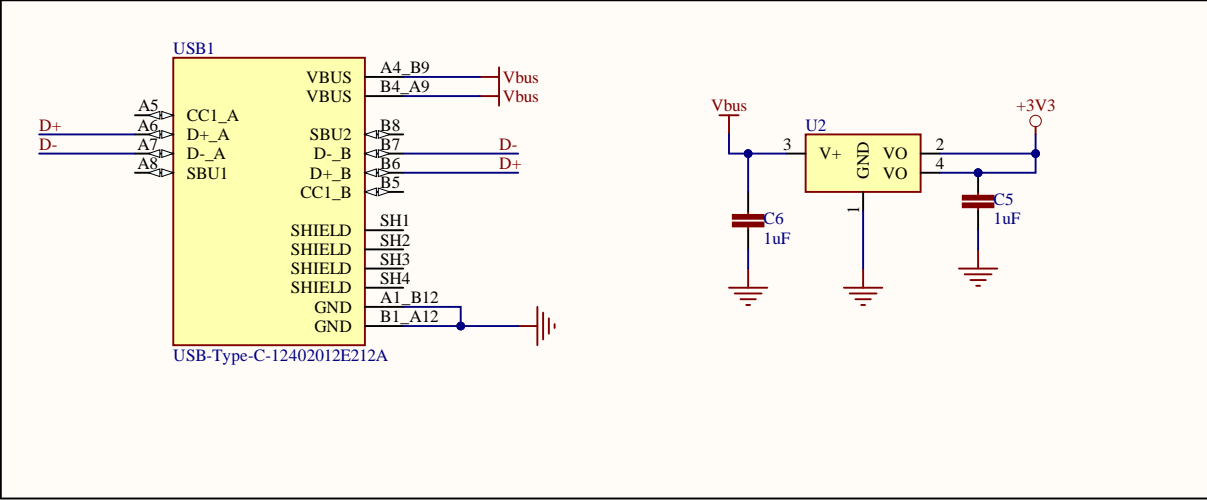 USB1
VBUS A4_B9 Vbus
VBUS B4_A9 Vbus
A5 CC1_A
D+ A6 D+_A
D- A7 D-_A
A8 SBU1
SBU2 B8
D-_B B7 D-
D+_B B6 D+
CC1_B B5
SHIELD SH1
SHIELD SH2
SHIELD SH3
SHIELD SH4
GND A1_B12
GND B1_A12
USB-Type-C-12402012E212A
Vbus
+3V3
U2
3 V+ GND VO 2
VO 4
1
C6
1uF
C5
1uF